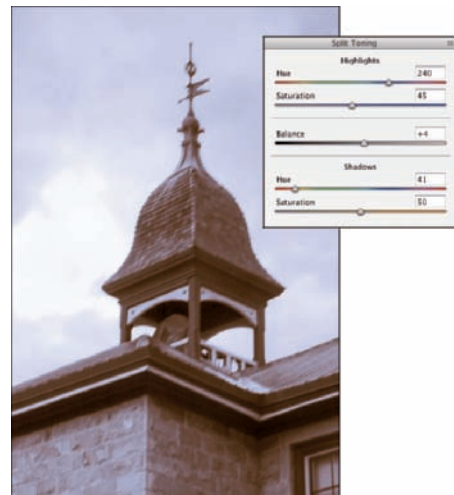 Split Toning
Highlights
Hue 240
Saturation 45
Balance +4
Shadows
Hue 41
Saturation 50